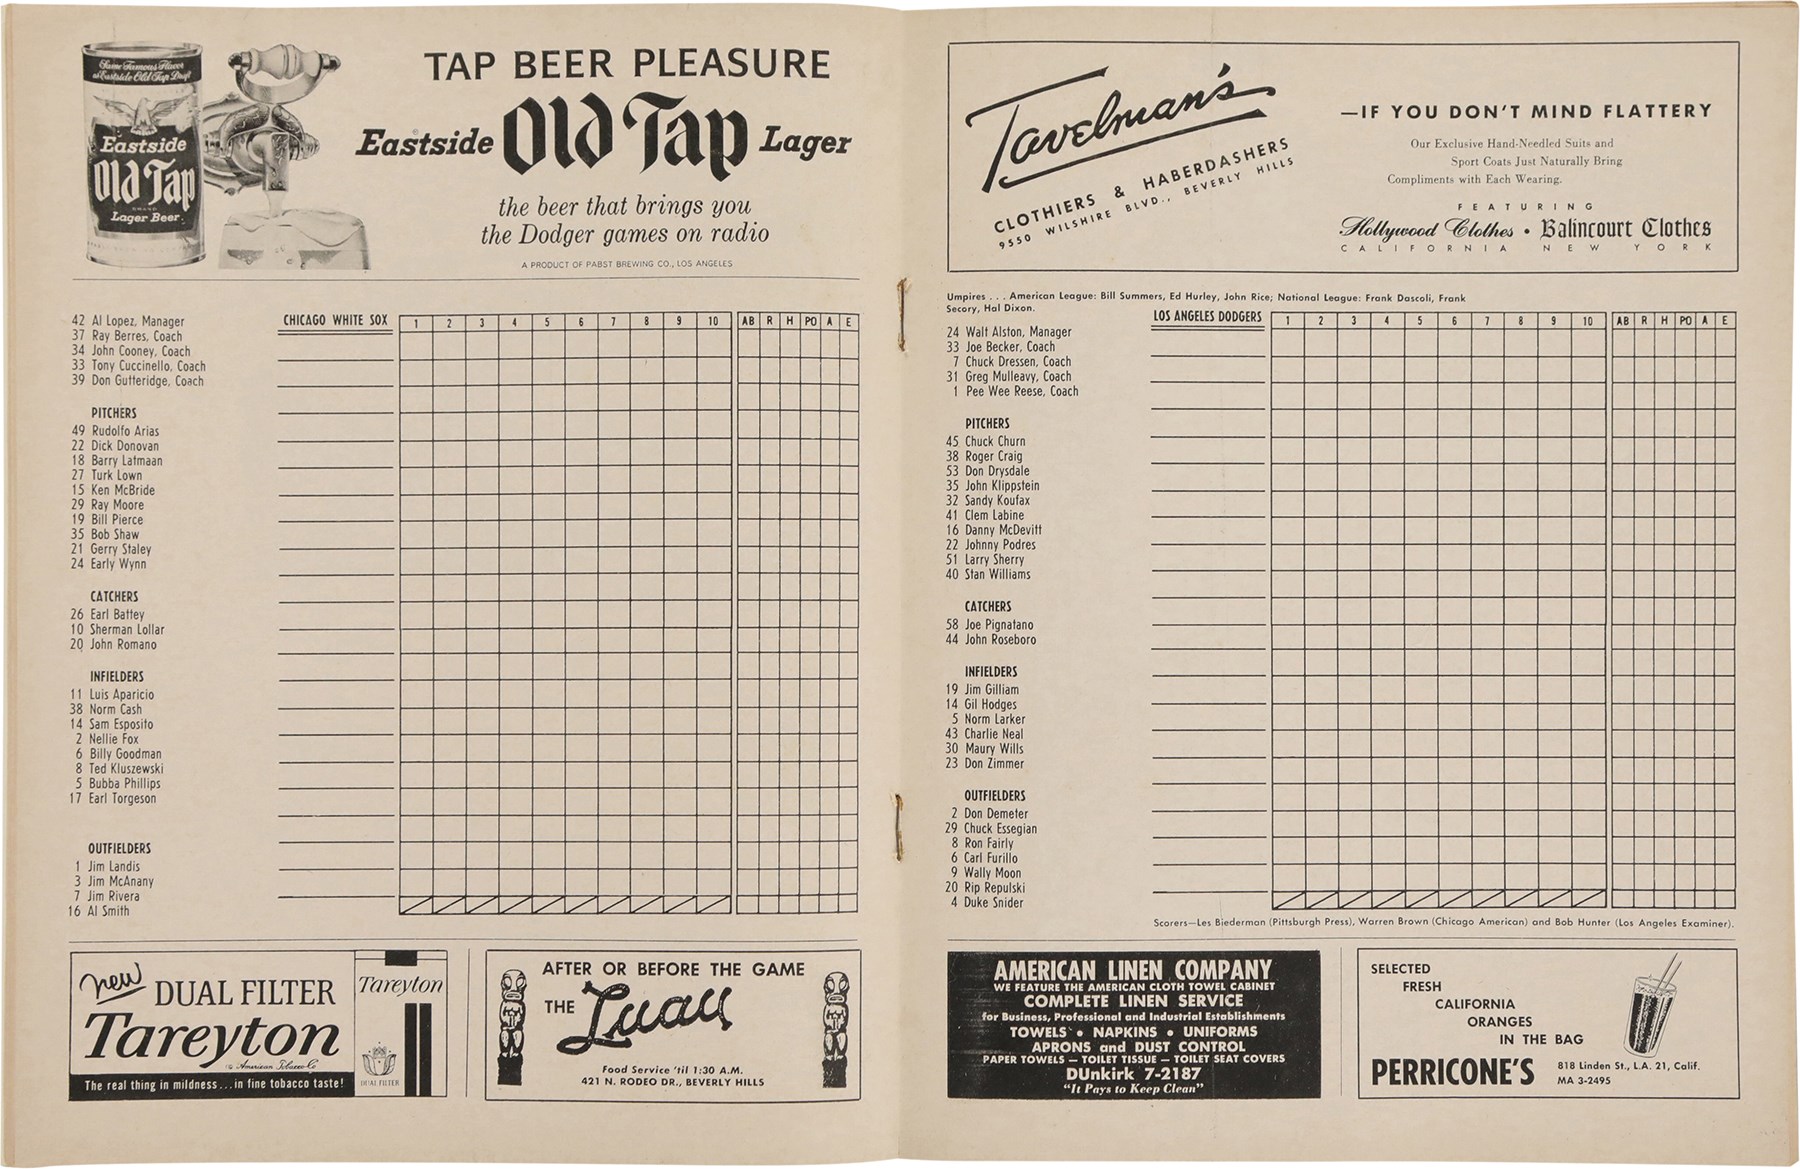 Same Famous Flavor
as Eastside Old Tap Draft
Eastside
Old Tap
BRAND
Lager Beer
TAP BEER PLEASURE
Eastside Old Tap Lager
the beer that brings you
the Dodger games on radio
A PRODUCT OF PABST BREWING CO., LOS ANGELES
42 Al Lopez, Manager
37 Ray Berres, Coach
34 John Cooney, Coach
33 Tony Cuccinello, Coach
39 Don Gutteridge, Coach
PITCHERS
49 Rudolfo Arias
22 Dick Donovan
18 Barry Latmaan
27 Turk Lown
15 Ken McBride
29 Ray Moore
19 Bill Pierce
35 Bob Shaw
21 Gerry Staley
24 Early Wynn
CATCHERS
26 Earl Battey
10 Sherman Lollar
20 John Romano
INFIELDERS
11 Luis Aparicio
38 Norm Cash
14 Sam Esposito
2 Nellie Fox
6 Billy Goodman
8 Ted Kluszewski
5 Bubba Phillips
17 Earl Torgeson
OUTFIELDERS
1 Jim Landis
3 Jim McAnany
7 Jim Rivera
16 Al Smith
CHICAGO WHITE SOX 1 2 3 4 5 6 7 8 9 10 AB R H PO A E
new
DUAL FILTER
Tareyton
© American Tobacco Co
The real thing in mildness...in fine tobacco taste!
Tareyton
DUAL FILTER
AFTER OR BEFORE THE GAME
THE Luau
Food Service 'til 1:30 A.M.
421 N. RODEO DR., BEVERLY HILLS
Tavelman's
CLOTHIERS & HABERDASHERS
9550 WILSHIRE BLVD., BEVERLY HILLS
—IF YOU DON'T MIND FLATTERY
Our Exclusive Hand-Needled Suits and
Sport Coats Just Naturally Bring
Compliments with Each Wearing.
FEATURING
Hollywood Clothes • Balincourt Clothes
CALIFORNIA NEW YORK
Umpires . . . American League: Bill Summers, Ed Hurley, John Rice; National League: Frank Dascoli, Frank
Secory, Hal Dixon.
24 Walt Alston, Manager
33 Joe Becker, Coach
7 Chuck Dressen, Coach
31 Greg Mulleavy, Coach
1 Pee Wee Reese, Coach
PITCHERS
45 Chuck Churn
38 Roger Craig
53 Don Drysdale
35 John Klippstein
32 Sandy Koufax
41 Clem Labine
16 Danny McDevitt
22 Johnny Podres
51 Larry Sherry
40 Stan Williams
CATCHERS
58 Joe Pignatano
44 John Roseboro
INFIELDERS
19 Jim Gilliam
14 Gil Hodges
5 Norm Larker
43 Charlie Neal
30 Maury Wills
23 Don Zimmer
OUTFIELDERS
2 Don Demeter
29 Chuck Essegian
8 Ron Fairly
6 Carl Furillo
9 Wally Moon
20 Rip Repulski
4 Duke Snider
LOS ANGELES DODGERS 1 2 3 4 5 6 7 8 9 10 AB R H PO A E
Scorers—Les Biederman (Pittsburgh Press), Warren Brown (Chicago American) and Bob Hunter (Los Angeles Examiner).
AMERICAN LINEN COMPANY
WE FEATURE THE AMERICAN CLOTH TOWEL CABINET
COMPLETE LINEN SERVICE
for Business, Professional and Industrial Establishments
TOWELS • NAPKINS • UNIFORMS
APRONS and DUST CONTROL
PAPER TOWELS — TOILET TISSUE — TOILET SEAT COVERS
DUnkirk 7-2187
"It Pays to Keep Clean"
SELECTED
FRESH
CALIFORNIA
ORANGES
IN THE BAG
PERRICONE'S
818 Linden St., L.A. 21, Calif.
MA 3-2495